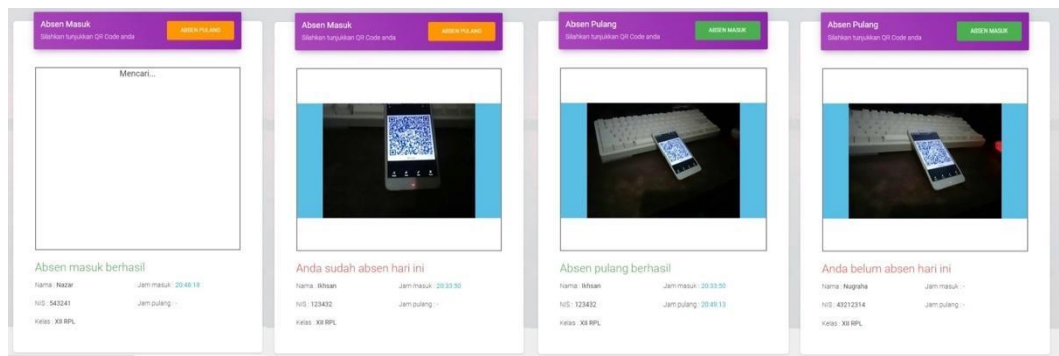 Absen Masuk
Silahkan tunjukkan QR Code anda
ABSEN PULANG
Mencari...
Absen masuk berhasil
Nama : Nazar
Jam masuk : 20:46:18
NIS : 543241
Jam pulang : -
Kelas : XII RPL
Absen Masuk
Silahkan tunjukkan QR Code anda
ABSEN PULANG
Anda sudah absen hari ini
Nama : Ikhsan
Jam masuk : 20:33:50
NIS : 123432
Jam pulang : -
Kelas : XII RPL
Absen Pulang
Silahkan tunjukkan QR Code anda
ABSEN MASUK
Absen pulang berhasil
Nama : Ikhsan
Jam masuk : 20:33:50
NIS : 123432
Jam pulang : 20:49:13
Kelas : XII RPL
Absen Pulang
Silahkan tunjukkan QR Code anda
ABSEN MASUK
Anda belum absen hari ini
Nama : Nugraha
Jam masuk : -
NIS : 43212314
Jam pulang : -
Kelas : XII RPL